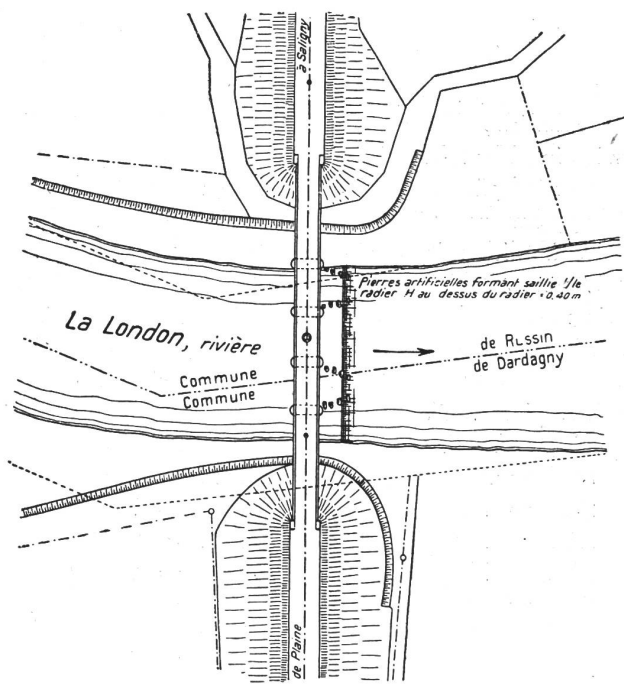 à Saligny
Pierres artificielles formant saillie s/le
radier H au dessus du radier = 0,40 m
La London, rivière
de Russin
de Dardagny
Commune
Commune
de Plaine